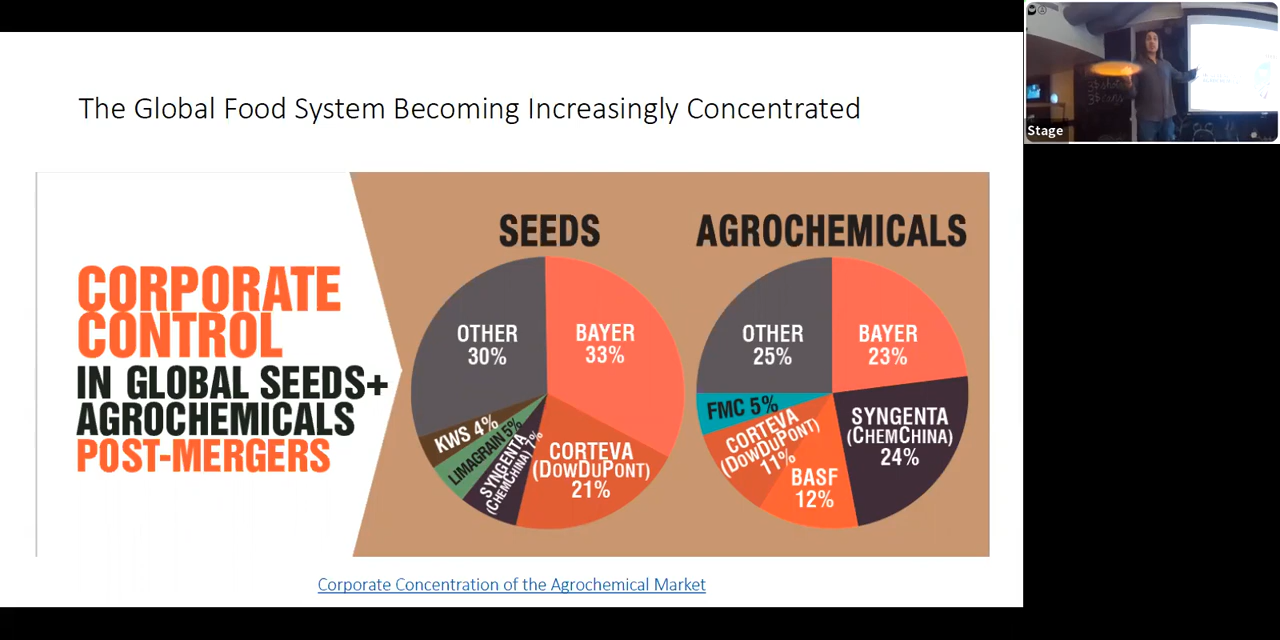 The Global Food System Becoming Increasingly Concentrated
CORPORATE
CONTROL
IN GLOBAL SEEDS+
AGROCHEMICALS
POST-MERGERS
SEEDS
OTHER
30%
BAYER
33%
KWS 4%
LIMAGRAIN 5%
SYNGENTA
(CHEMCHINA) 7%
CORTEVA
(DOWDUPONT)
21%
AGROCHEMICALS
OTHER
25%
BAYER
23%
FMC 5%
CORTEVA
(DOWDUPONT)
11%
BASF
12%
SYNGENTA
(CHEMCHINA)
24%
Corporate Concentration of the Agrochemical Market
Stage